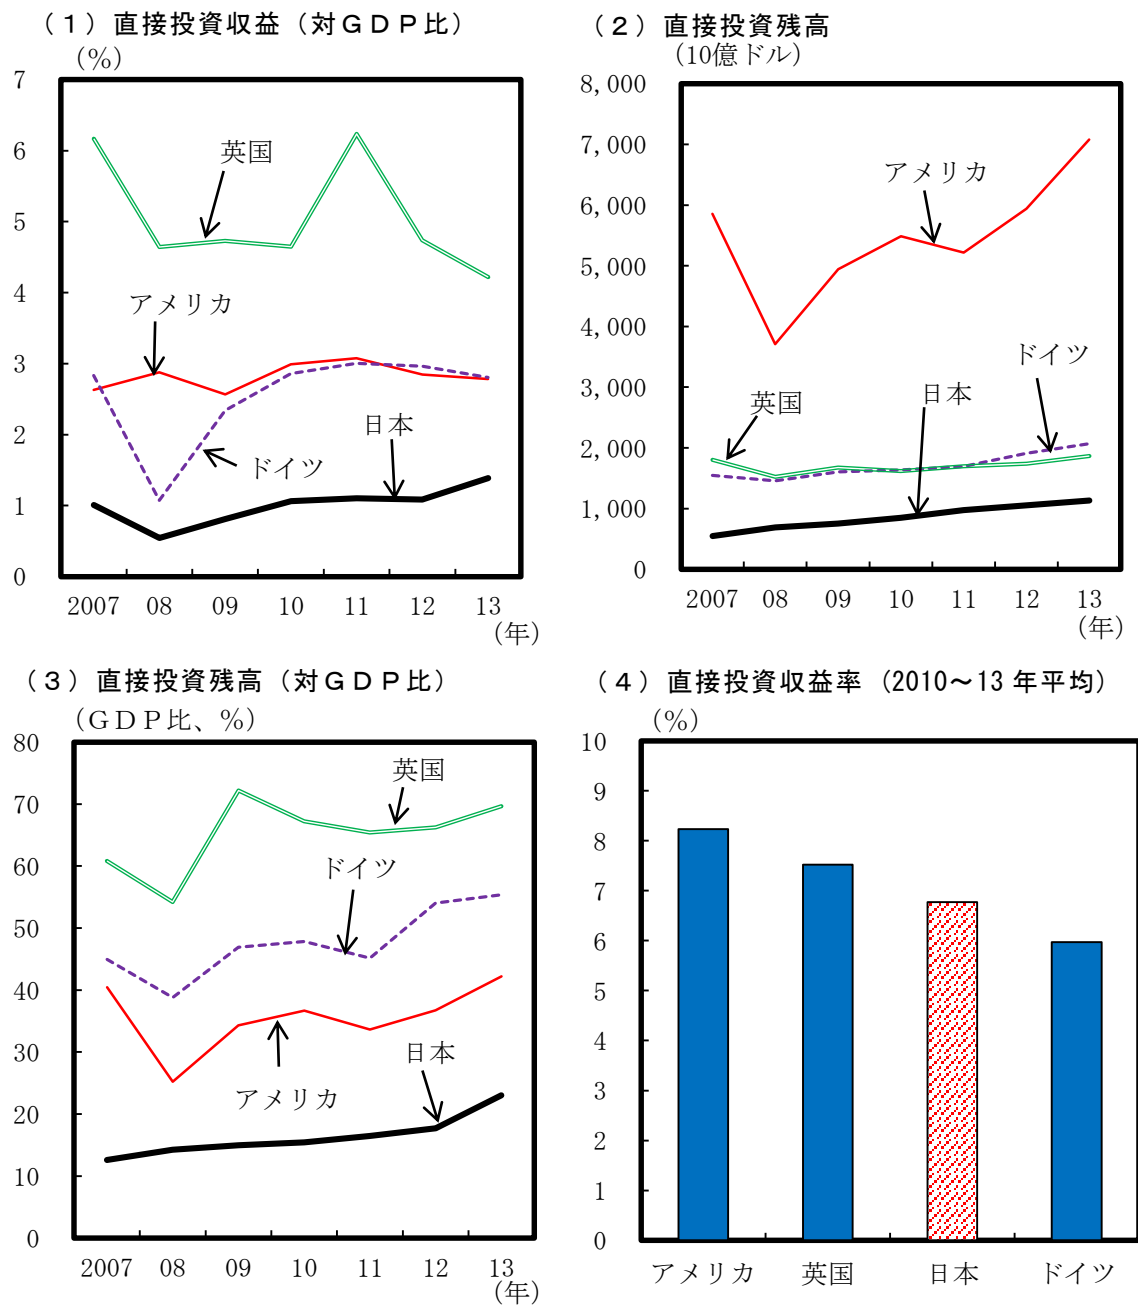 （１）直接投資収益（対ＧＤＰ比）
（%）
7
6
5
4
3
2
1
0
英国
アメリカ
日本
ドイツ
2007 08 09 10 11 12 13
（年）
（２）直接投資残高
（10億ドル）
8,000
7,000
6,000
5,000
4,000
3,000
2,000
1,000
0
アメリカ
ドイツ
日本
英国
2007 08 09 10 11 12 13
（年）
（３）直接投資残高（対ＧＤＰ比）
（ＧＤＰ比、%）
80
70
60
50
40
30
20
10
0
英国
ドイツ
日本
アメリカ
2007 08 09 10 11 12 13
（年）
（４）直接投資収益率（2010～13 年平均）
（%）
10
9
8
7
6
5
4
3
2
1
0
アメリカ 英国 日本 ドイツ